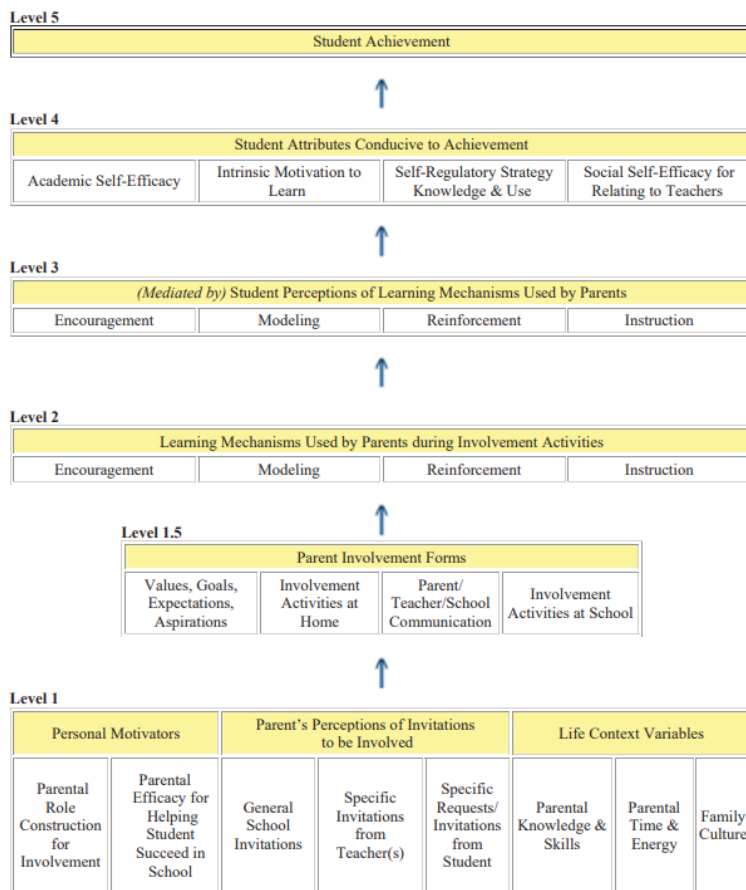 Level 5
Student Achievement
Level 4
Student Attributes Conducive to Achievement
Academic Self-Efficacy
Intrinsic Motivation to
Learn
Self-Regulatory Strategy
Knowledge & Use
Social Self-Efficacy for
Relating to Teachers
Level 3
(Mediated by) Student Perceptions of Learning Mechanisms Used by Parents
Encouragement
Modeling
Reinforcement
Instruction
Level 2
Learning Mechanisms Used by Parents during Involvement Activities
Encouragement
Modeling
Reinforcement
Instruction
Level 1.5
Parent Involvement Forms
Values, Goals,
Expectations,
Aspirations
Involvement
Activities at
Home
Parent/
Teacher/School
Communication
Involvement
Activities at School
Level 1
Personal Motivators
Parent's Perceptions of Invitations
to be Involved
Life Context Variables
Parental
Role
Construction
for
Involvement
Parental
Efficacy for
Helping
Student
Succeed in
School
General
School
Invitations
Specific
Invitations
from
Teacher(s)
Specific
Requests/
Invitations
from
Student
Parental
Knowledge &
Skills
Parental
Time &
Energy
Family
Culture